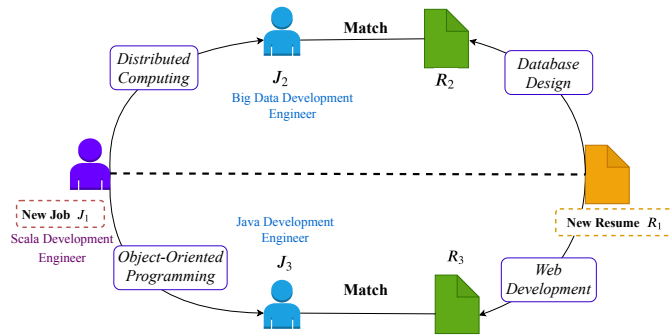 Distributed
Computing
Match
Database
Design
J2
R2
Big Data Development
Engineer
New Job J1
New Resume R1
Scala Development
Engineer
Java Development
Engineer
Object-Oriented
Programming
J3
R3
Match
Web
Development